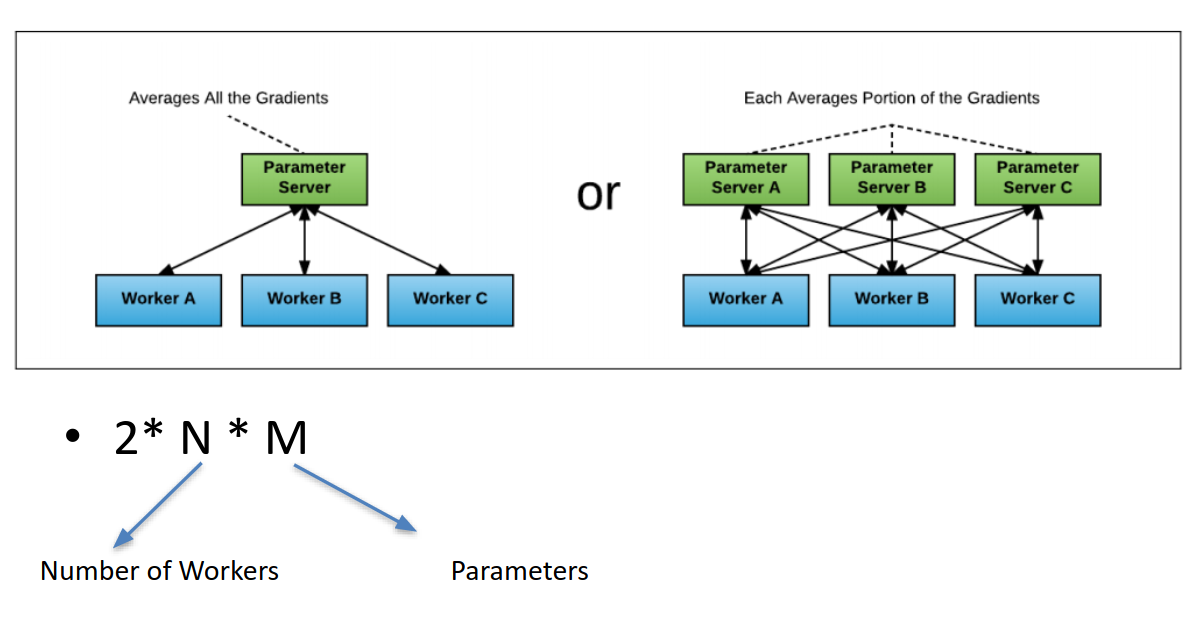 Averages All the Gradients
Parameter
Server
Worker A
Worker B
Worker C
or
Each Averages Portion of the Gradients
Parameter
Server A
Parameter
Server B
Parameter
Server C
Worker A
Worker B
Worker C
• 2* N * M
Number of Workers
Parameters